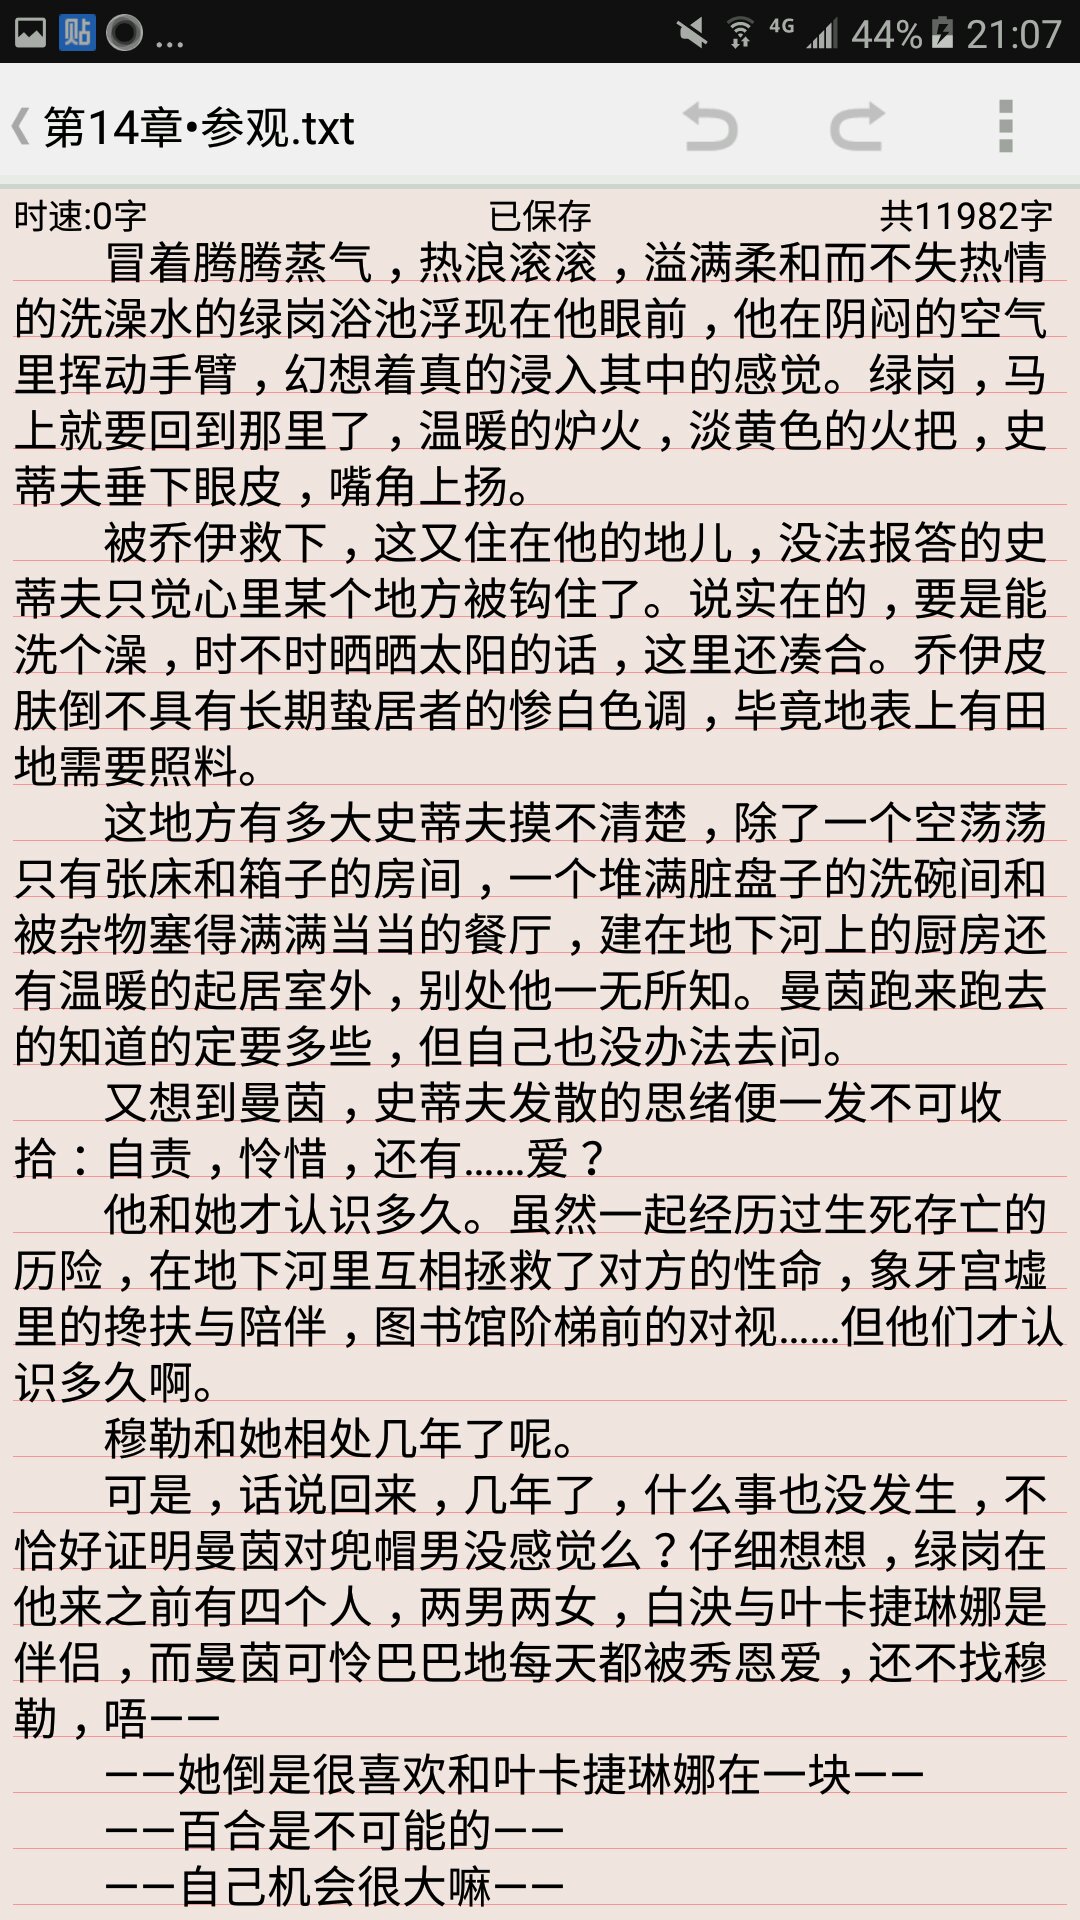 贴 ... 4G 44% 21:07
第14章•参观.txt
时速:0字 已保存 共11982字
冒着腾腾蒸气，热浪滚滚，溢满柔和而不失热情
的洗澡水的绿岗浴池浮现在他眼前，他在阴闷的空气
里挥动手臂，幻想着真的浸入其中的感觉。绿岗，马
上就要回到那里了，温暖的炉火，淡黄色的火把，史
蒂夫垂下眼皮，嘴角上扬。
被乔伊救下，这又住在他的地儿，没法报答的史
蒂夫只觉心里某个地方被钩住了。说实在的，要是能
洗个澡，时不时晒晒太阳的话，这里还凑合。乔伊皮
肤倒不具有长期蛰居者的惨白色调，毕竟地表上有田
地需要照料。
这地方有多大史蒂夫摸不清楚，除了一个空荡荡
只有张床和箱子的房间，一个堆满脏盘子的洗碗间和
被杂物塞得满满当当的餐厅，建在地下河上的厨房还
有温暖的起居室外，别处他一无所知。曼茵跑来跑去
的知道的定要多些，但自己也没办法去问。
又想到曼茵，史蒂夫发散的思绪便一发不可收
拾：自责，怜惜，还有……爱？
他和她才认识多久。虽然一起经历过生死存亡的
历险，在地下河里互相拯救了对方的性命，象牙宫墟
里的搀扶与陪伴，图书馆阶梯前的对视……但他们才认
识多久啊。
穆勒和她相处几年了呢。
可是，话说回来，几年了，什么事也没发生，不
恰好证明曼茵对兜帽男没感觉么？仔细想想，绿岗在
他来之前有四个人，两男两女，白泱与叶卡捷琳娜是
伴侣，而曼茵可怜巴巴地每天都被秀恩爱，还不找穆
勒，唔——
——她倒是很喜欢和叶卡捷琳娜在一块——
——百合是不可能的——
——自己机会很大嘛——